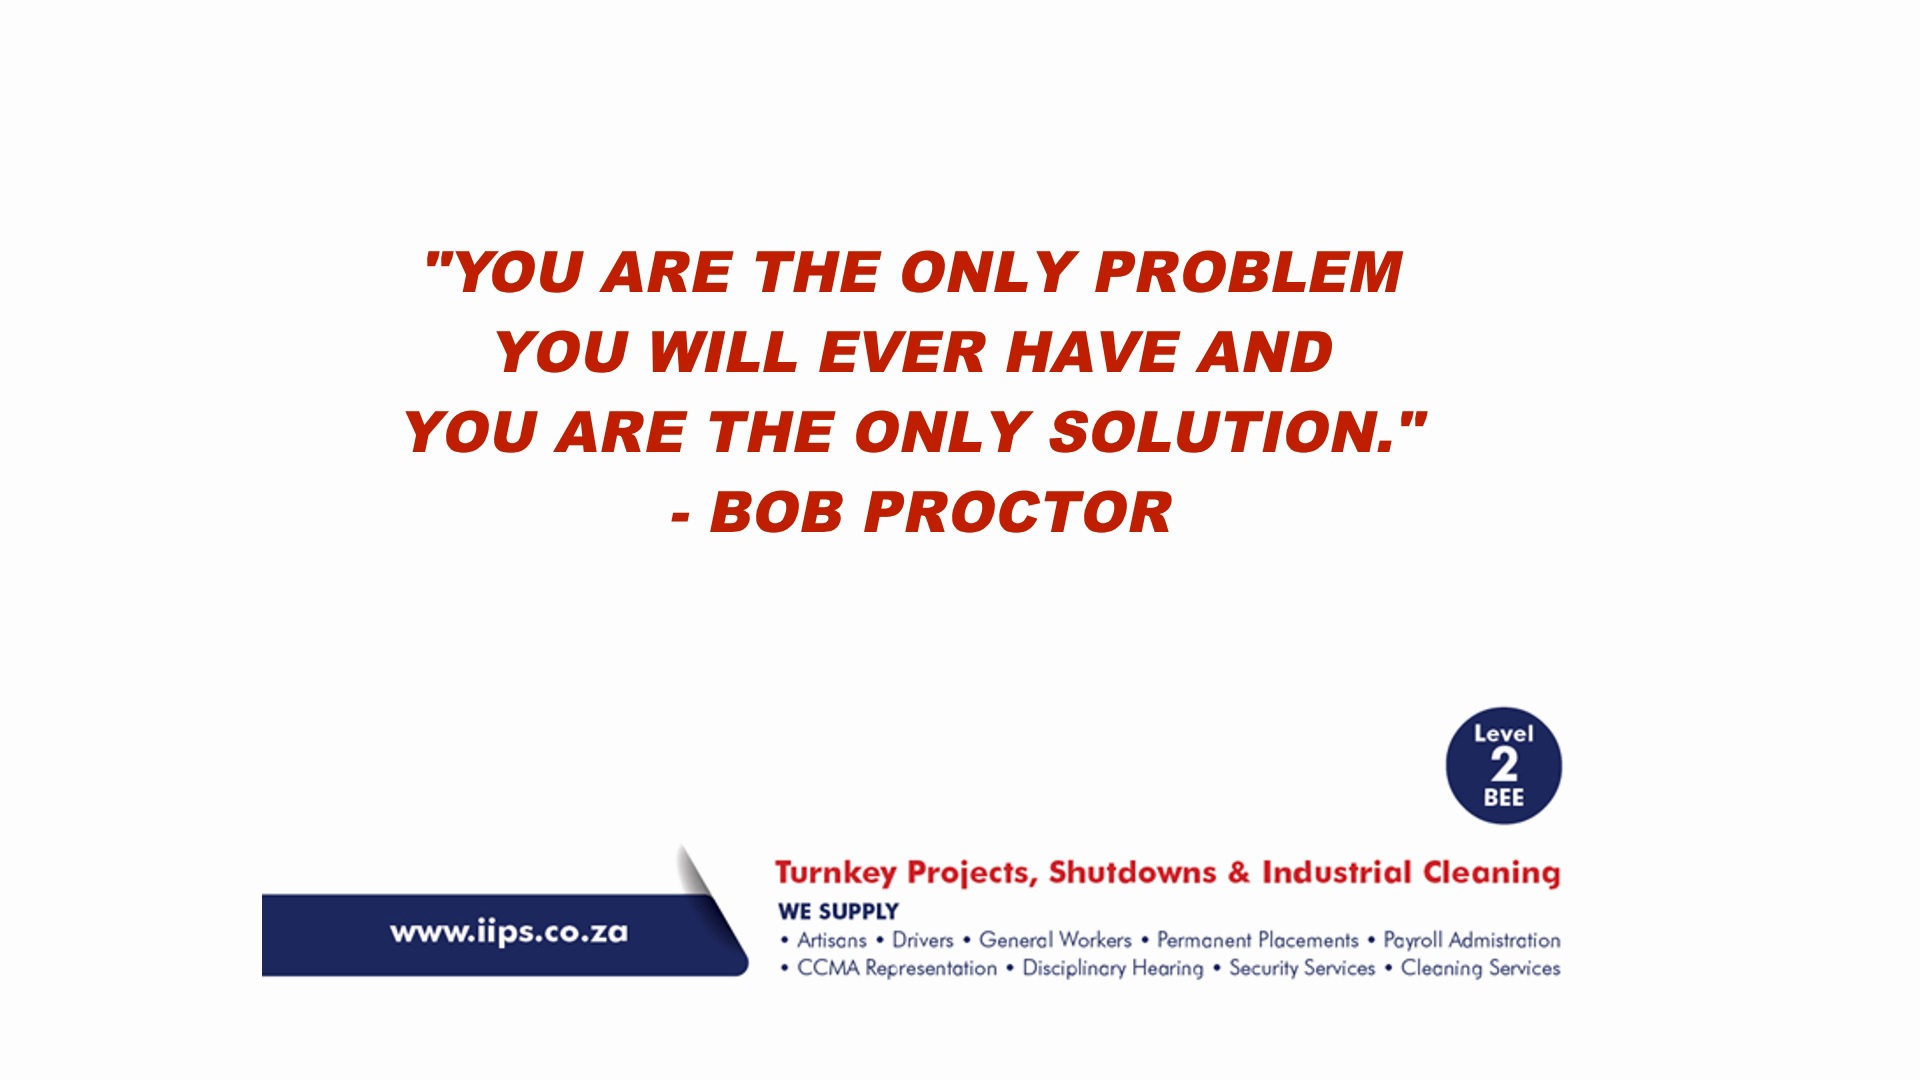 "YOU ARE THE ONLY PROBLEM
YOU WILL EVER HAVE AND
YOU ARE THE ONLY SOLUTION."
- BOB PROCTOR
Level
2
BEE
Turnkey Projects, Shutdowns & Industrial Cleaning
WE SUPPLY
• Artisans • Drivers • General Workers • Permanent Placements • Payroll Admistration
• CCMA Representation • Disciplinary Hearing • Security Services • Cleaning Services
www.iips.co.za